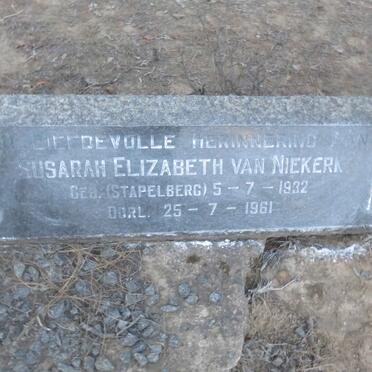 LIEFDEVOLLE HERINNERING AAN
SUSARAH ELIZABETH VAN NIEKERK
GEB. (STAPELBERG) 5 - 7 - 1932
OORL. 25 - 7 - 1961